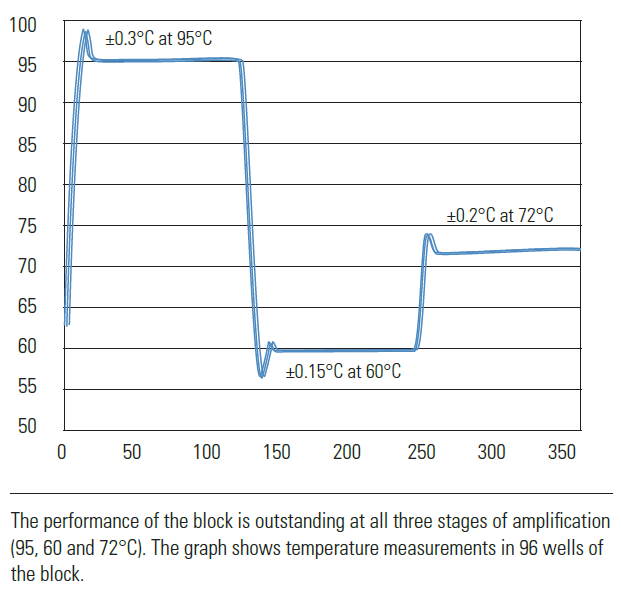 100
±0.3°C at 95°C
95
90
85
80
75
±0.2°C at 72°C
70
65
60
±0.15°C at 60°C
55
50
0 50 100 150 200 250 300 350
The performance of the block is outstanding at all three stages of amplification
(95, 60 and 72°C). The graph shows temperature measurements in 96 wells of
the block.